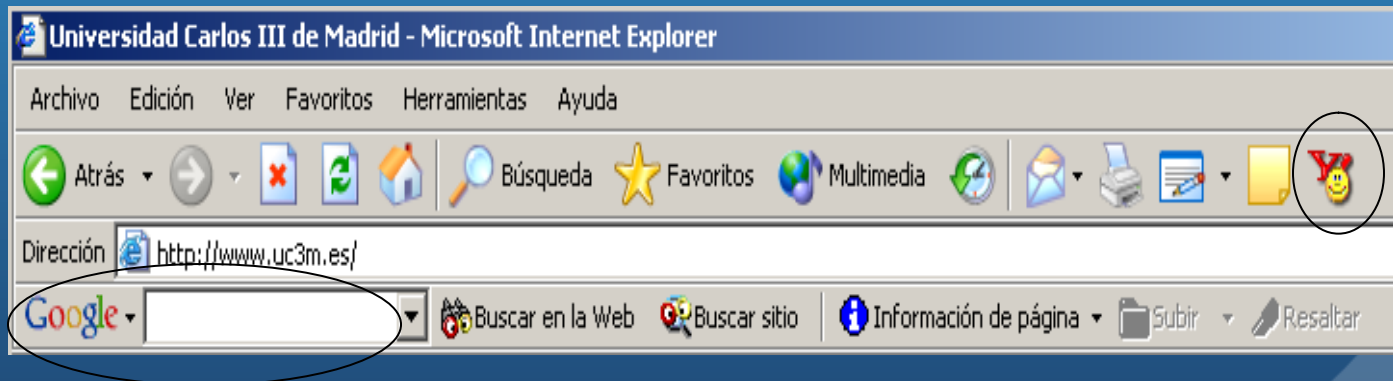 Universidad Carlos III de Madrid - Microsoft Internet Explorer
Archivo Edición Ver Favoritos Herramientas Ayuda
Atrás Búsqueda Favoritos Multimedia
Dirección http://www.uc3m.es/
Google Buscar en la Web Buscar sitio Información de página Subir Resaltar